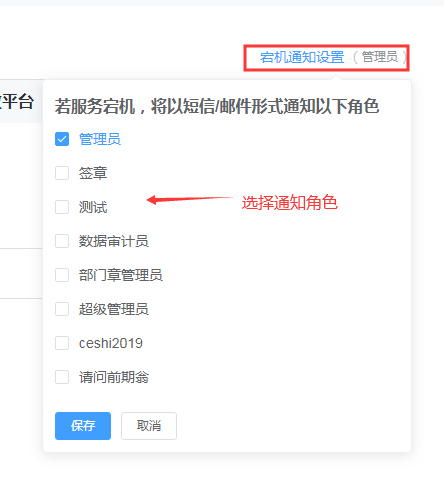 宕机通知设置（管理员）
平台
若服务宕机，将以短信/邮件形式通知以下角色
管理员
签章
测试
选择通知角色
数据审计员
部门章管理员
超级管理员
ceshi2019
请问前期翁
保存 取消